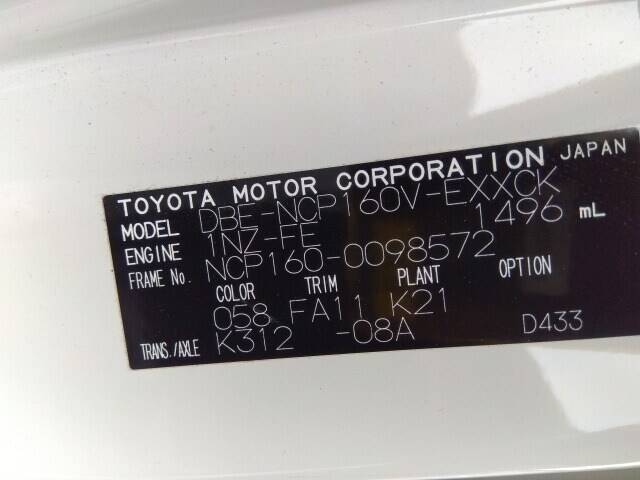 TOYOTA MOTOR CORPORATION JAPAN
MODEL DBE-NCP160V-EXXCK
ENGINE 1NZ-FE 1496 mL
FRAME No. NCP160-0098572
COLOR TRIM PLANT OPTION
058 FA11 K21
TRANS./AXLE K312 -08A D433